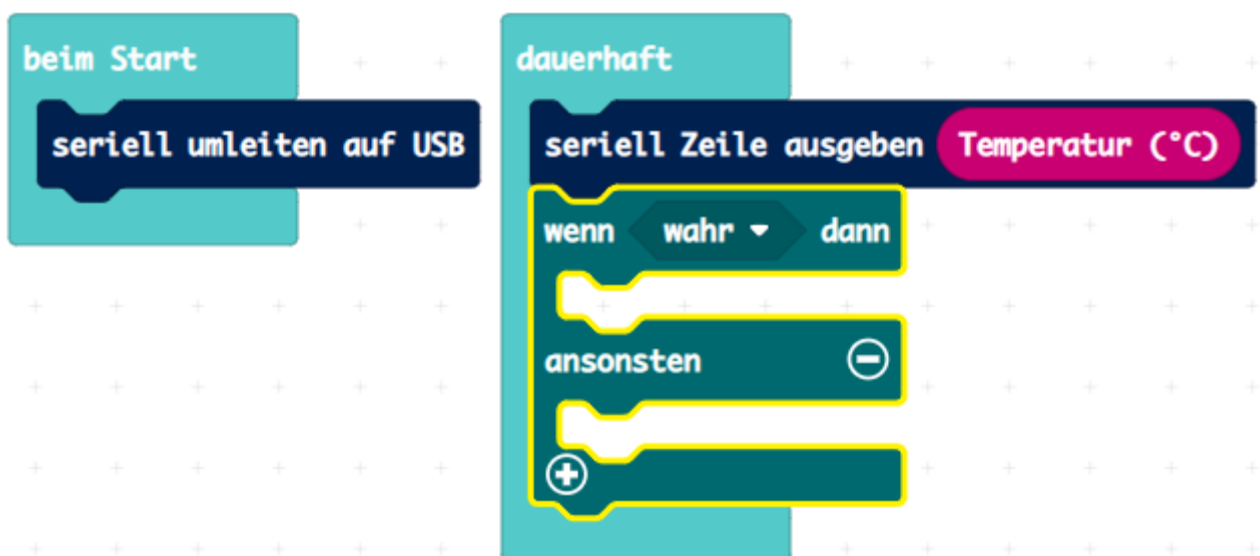 beim Start
seriell umleiten auf USB
dauerhaft
seriell Zeile ausgeben Temperatur (°C)
wenn wahr dann
ansonsten